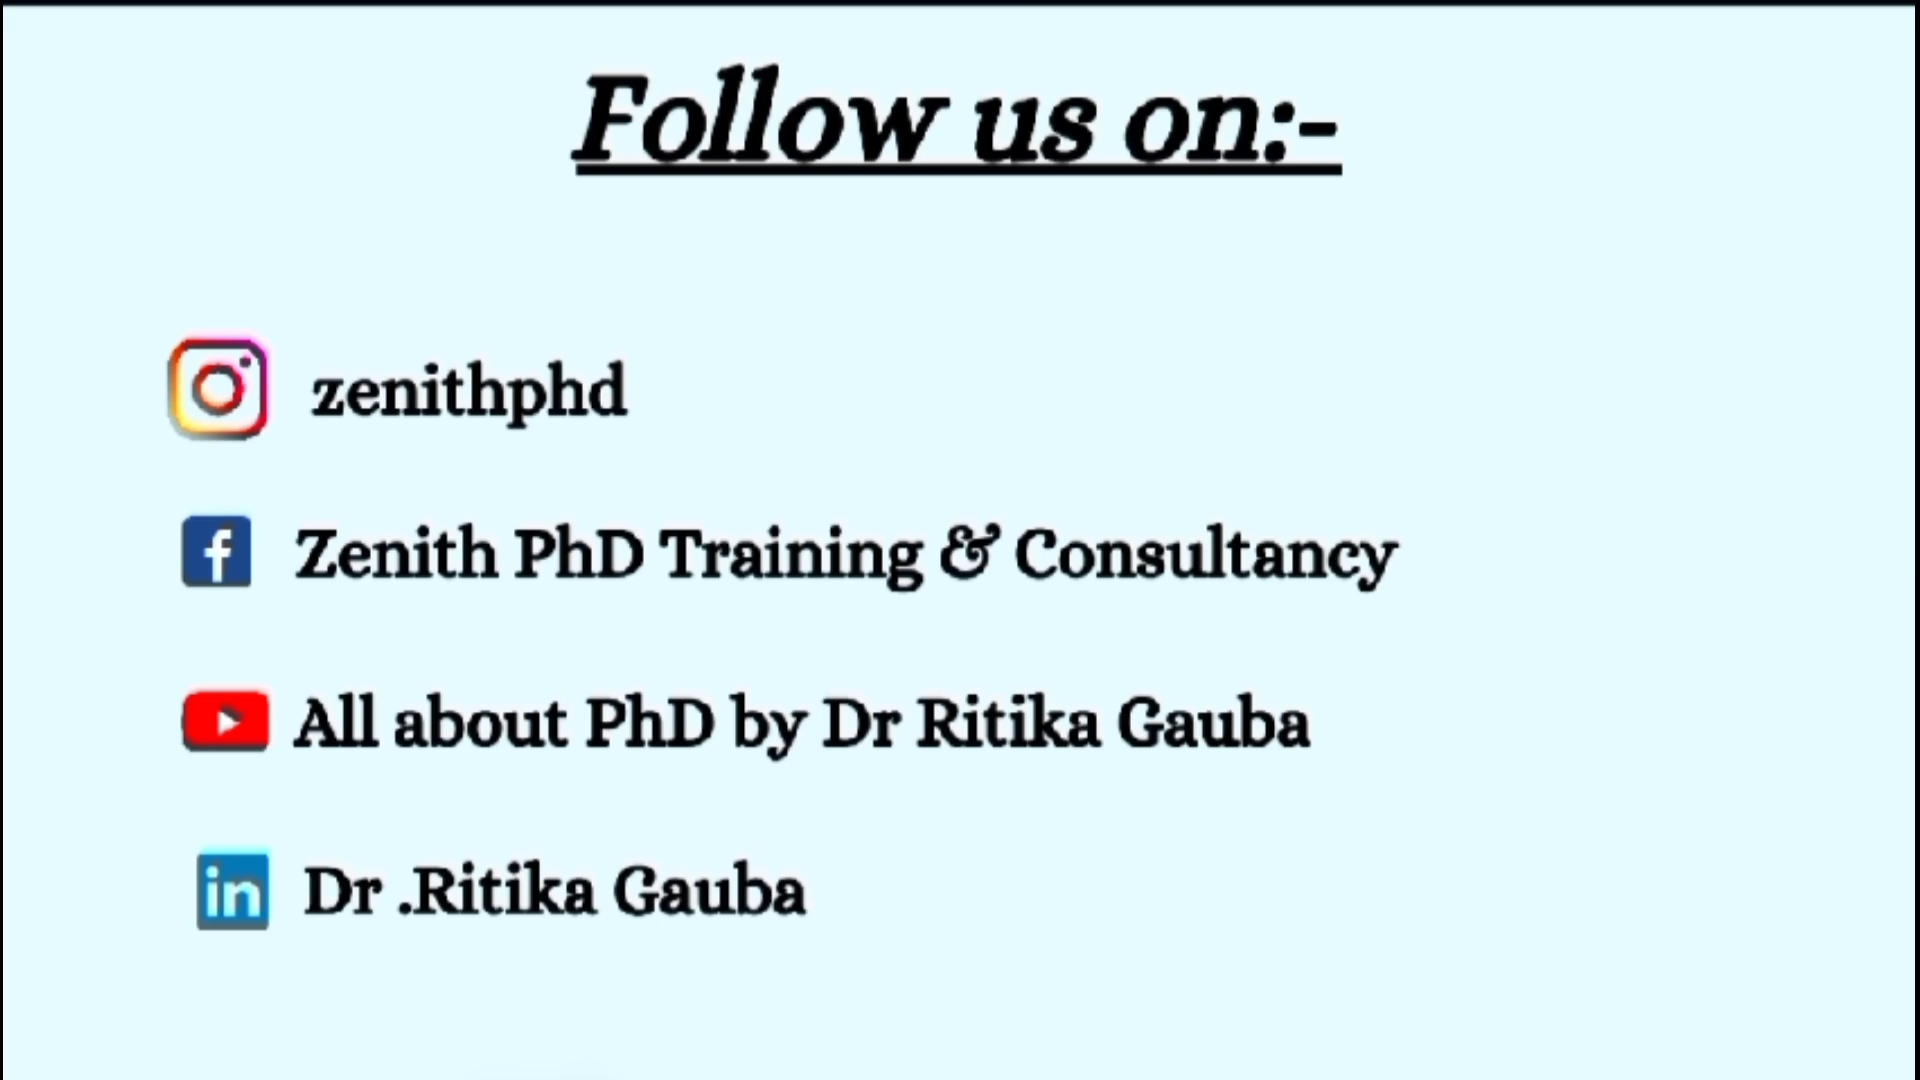 Follow us on:-
zenithphd
Zenith PhD Training & Consultancy
All about PhD by Dr Ritika Gauba
Dr .Ritika Gauba